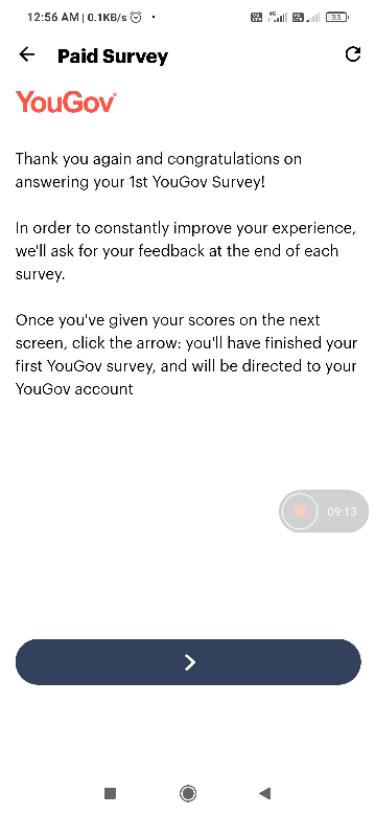 12:56 AM | 0.1KB/s
33
Paid Survey
YouGov
Thank you again and congratulations on
answering your 1st YouGov Survey!
In order to constantly improve your experience,
we'll ask for your feedback at the end of each
survey.
Once you've given your scores on the next
screen, click the arrow: you'll have finished your
first YouGov survey, and will be directed to your
YouGov account
09:13